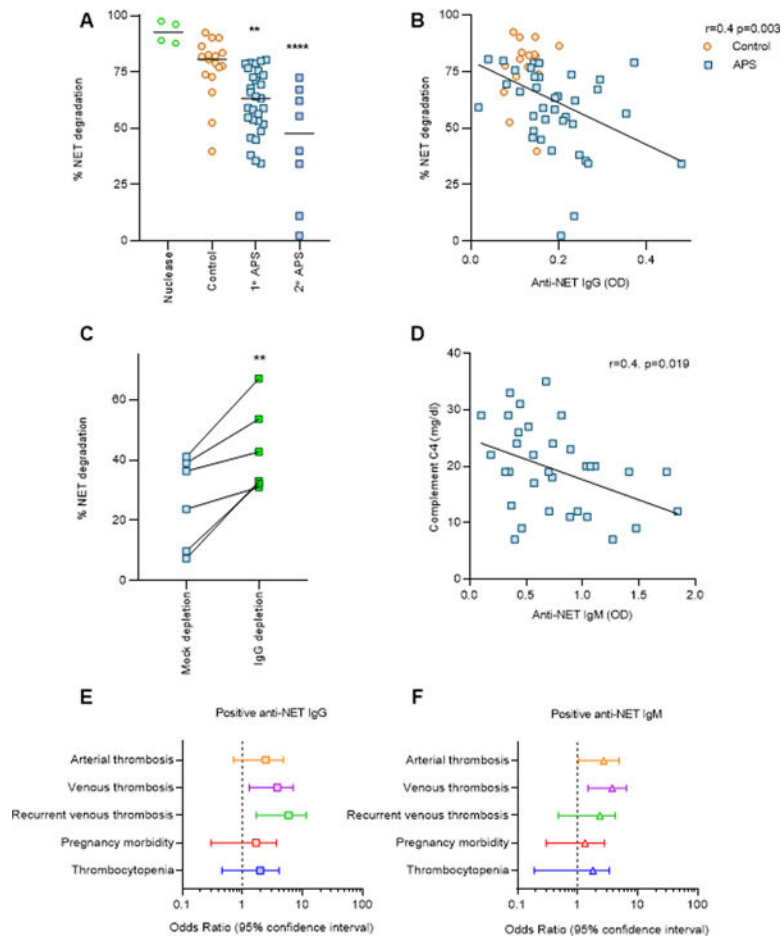 A
% NET degradation
100
75
50
25
0
**
****
Nuclease
Control
1° APS
2° APS
B
r=0.4 p=0.003
Control
APS
% NET degradation
100
75
50
25
0
0.0
0.2
0.4
Anti-NET IgG (OD)
C
% NET degradation
60
40
20
0
**
Mock depletion
IgG depletion
D
r=0.4. p=0.019
Complement C4 (mg/dl)
40
30
20
10
0
0.0
0.5
1.0
1.5
2.0
Anti-NET IgM (OD)
E
Positive anti-NET IgG
Arterial thrombosis
Venous thrombosis
Recurrent venous thrombosis
Pregnancy morbidity
Thrombocytopenia
0.1
1
10
100
Odds Ratio (95% confidence interval)
F
Positive anti-NET IgM
Arterial thrombosis
Venous thrombosis
Recurrent venous thrombosis
Pregnancy morbidity
Thrombocytopenia
0.1
1
10
100
Odds Ratio (95% confidence interval)